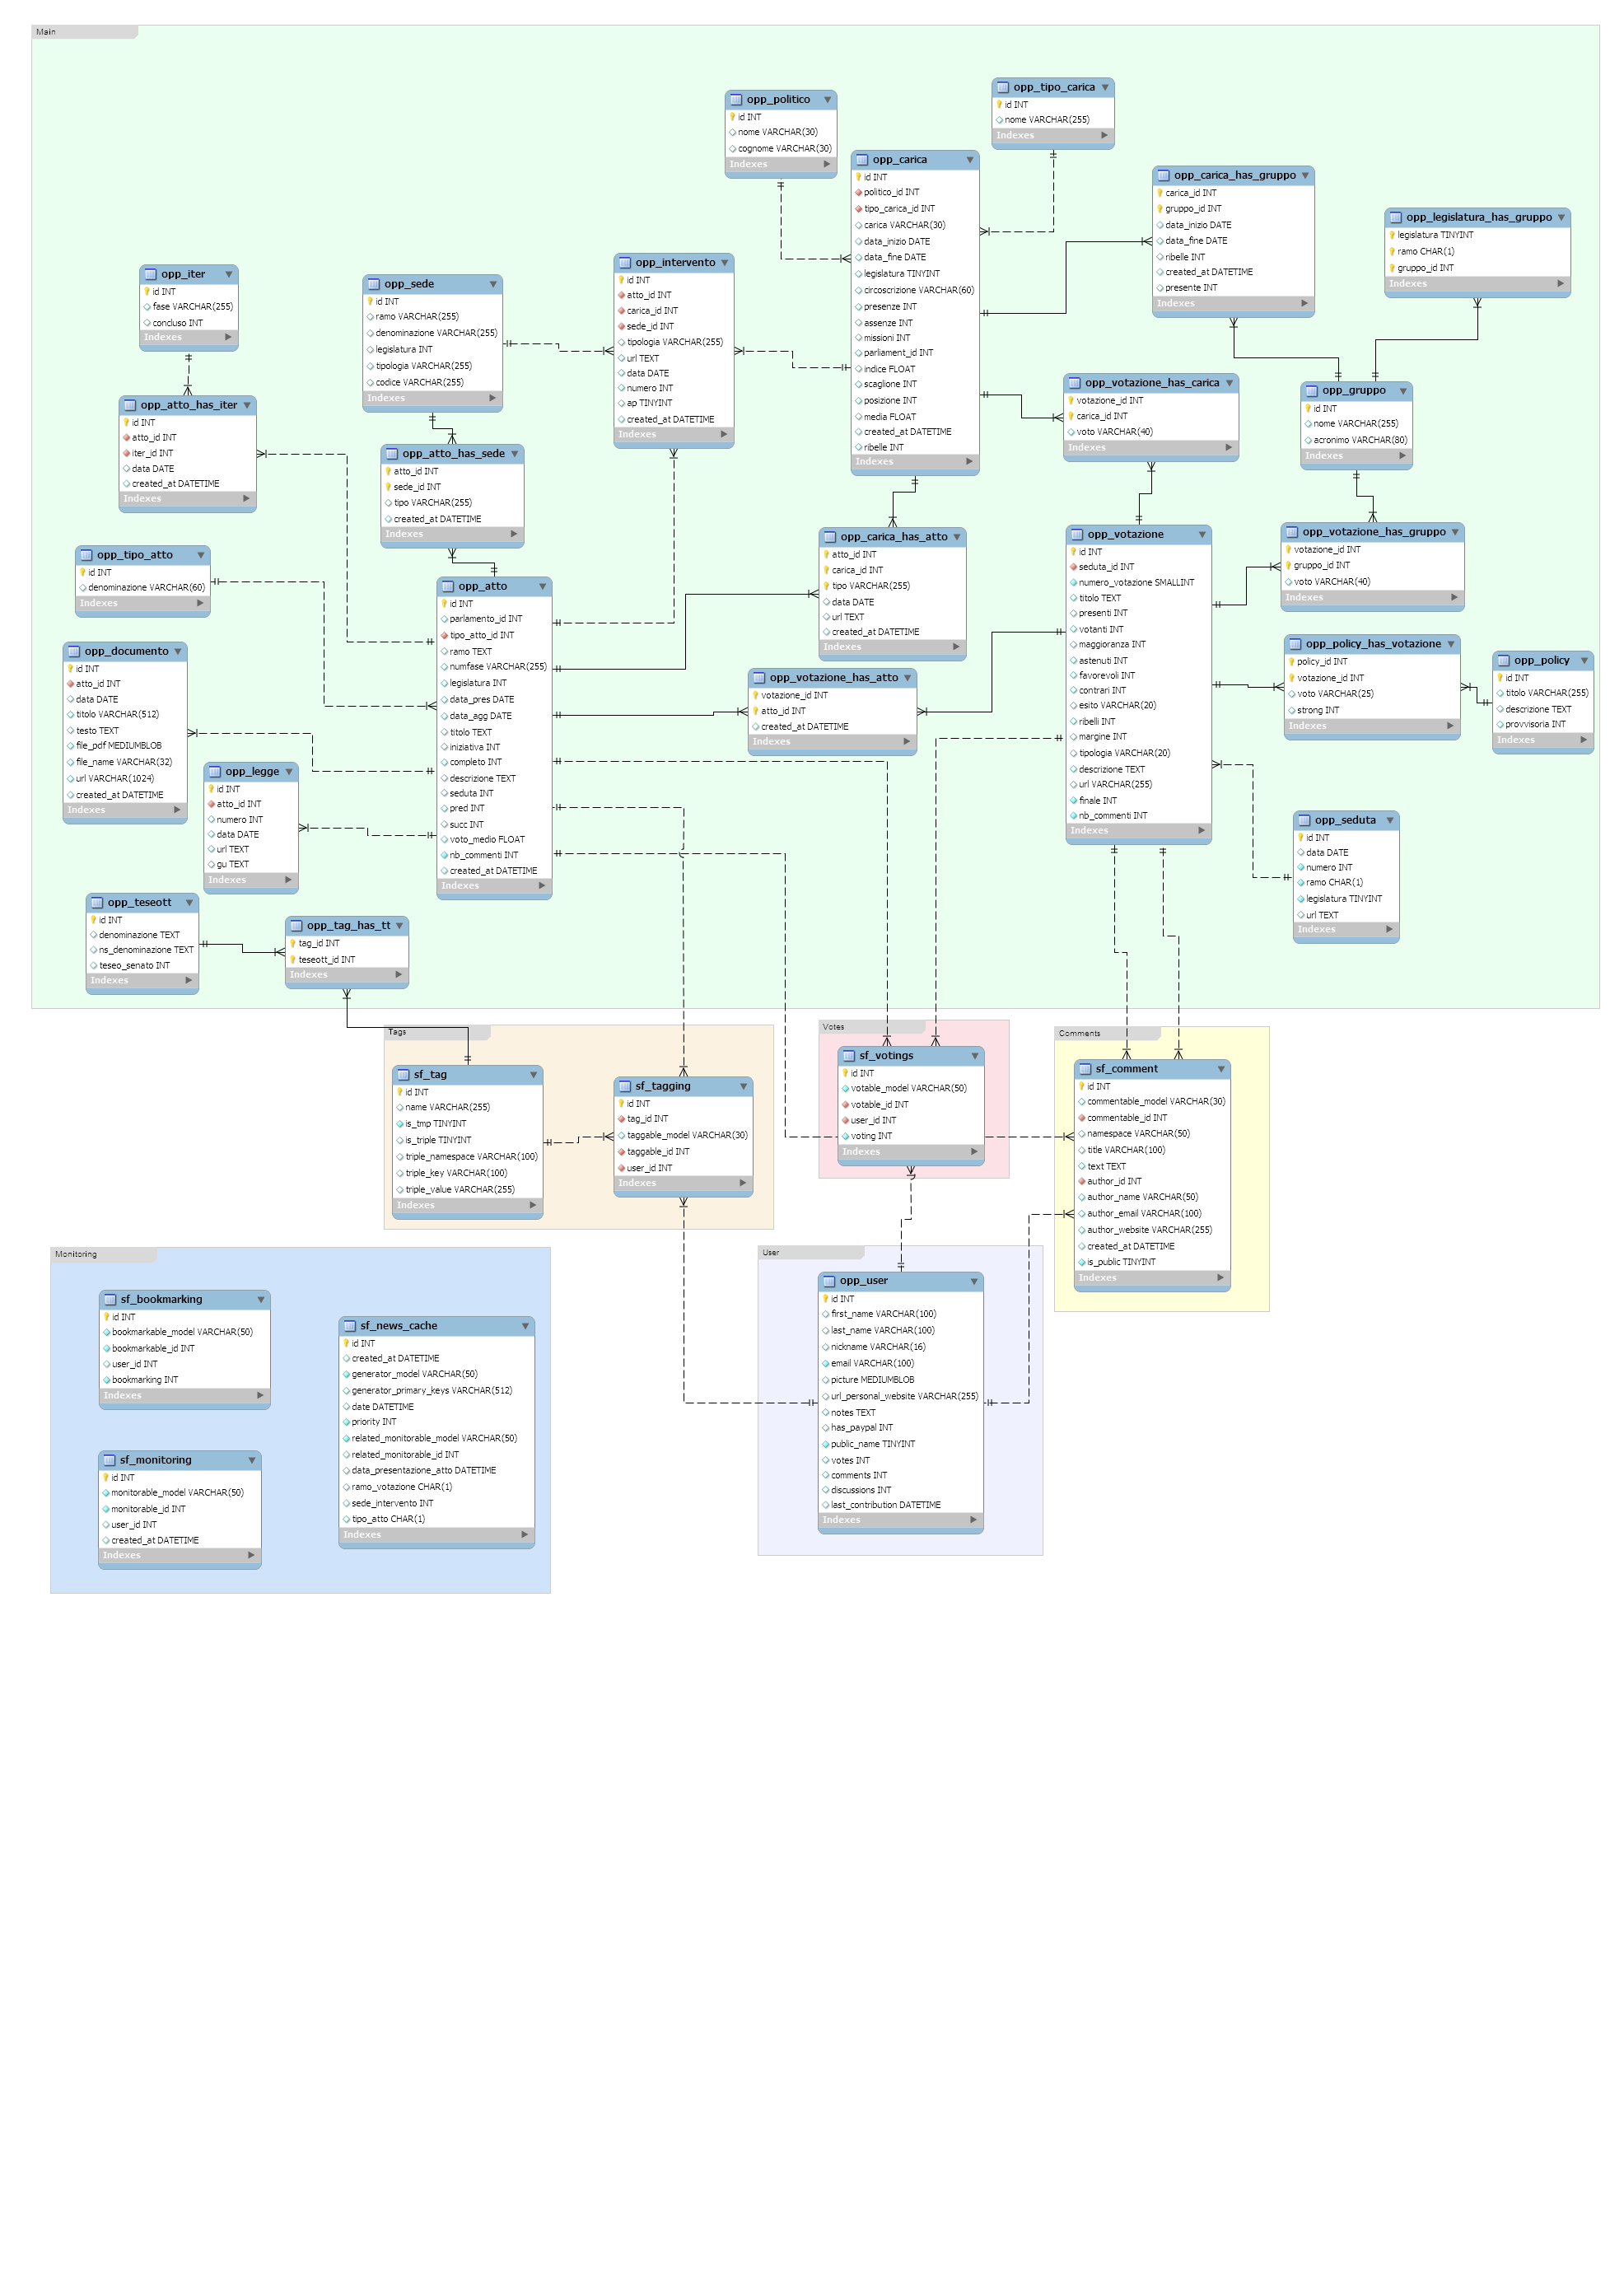 Main
opp_politico
id INT
nome VARCHAR(30)
cognome VARCHAR(30)
Indexes
opp_tipo_carica
id INT
nome VARCHAR(255)
Indexes
opp_carica
id INT
politico_id INT
tipo_carica_id INT
carica VARCHAR(30)
data_inizio DATE
data_fine DATE
legislatura TINYINT
circoscrizione VARCHAR(60)
presenze INT
assenze INT
missioni INT
parliament_id INT
indice FLOAT
scaglione INT
posizione INT
media FLOAT
created_at DATETIME
ribelle INT
Indexes
opp_carica_has_gruppo
carica_id INT
gruppo_id INT
data_inizio DATE
data_fine DATE
ribelle INT
created_at DATETIME
presente INT
Indexes
opp_legislatura_has_gruppo
legislatura TINYINT
ramo CHAR(1)
gruppo_id INT
Indexes
opp_iter
id INT
fase VARCHAR(255)
concluso INT
Indexes
opp_sede
id INT
ramo VARCHAR(255)
denominazione VARCHAR(255)
legislatura INT
tipologia VARCHAR(255)
codice VARCHAR(255)
Indexes
opp_intervento
id INT
atto_id INT
carica_id INT
sede_id INT
tipologia VARCHAR(255)
url TEXT
data DATE
numero INT
ap TINYINT
created_at DATETIME
Indexes
opp_votazione_has_carica
votazione_id INT
carica_id INT
voto VARCHAR(40)
Indexes
opp_gruppo
id INT
nome VARCHAR(255)
acronimo VARCHAR(80)
Indexes
opp_atto_has_iter
id INT
atto_id INT
iter_id INT
data DATE
created_at DATETIME
Indexes
opp_atto_has_sede
atto_id INT
sede_id INT
tipo VARCHAR(255)
created_at DATETIME
Indexes
opp_carica_has_atto
atto_id INT
carica_id INT
tipo VARCHAR(255)
data DATE
url TEXT
created_at DATETIME
Indexes
opp_votazione
id INT
seduta_id INT
numero_votazione SMALLINT
titolo TEXT
presenti INT
votanti INT
maggioranza INT
astenuti INT
favorevoli INT
contrari INT
esito VARCHAR(20)
ribelli INT
margine INT
tipologia VARCHAR(20)
descrizione TEXT
url VARCHAR(255)
finale INT
nb_commenti INT
Indexes
opp_votazione_has_gruppo
votazione_id INT
gruppo_id INT
voto VARCHAR(40)
Indexes
opp_tipo_atto
id INT
denominazione VARCHAR(60)
Indexes
opp_atto
id INT
parlamento_id INT
tipo_atto_id INT
ramo TEXT
numfase VARCHAR(255)
legislatura INT
data_pres DATE
data_agg DATE
titolo TEXT
iniziativa INT
completo INT
descrizione TEXT
seduta INT
pred INT
succ INT
voto_medio FLOAT
nb_commenti INT
created_at DATETIME
Indexes
opp_documento
id INT
atto_id INT
data DATE
titolo VARCHAR(512)
testo TEXT
file_pdf MEDIUMBLOB
file_name VARCHAR(32)
url VARCHAR(1024)
created_at DATETIME
Indexes
opp_votazione_has_atto
votazione_id INT
atto_id INT
created_at DATETIME
Indexes
opp_policy_has_votazione
policy_id INT
votazione_id INT
voto VARCHAR(25)
strong INT
Indexes
opp_policy
id INT
titolo VARCHAR(255)
descrizione TEXT
provvisoria INT
Indexes
opp_legge
id INT
atto_id INT
numero INT
data DATE
url TEXT
gu TEXT
Indexes
opp_seduta
id INT
data DATE
numero INT
ramo CHAR(1)
legislatura TINYINT
url TEXT
Indexes
opp_teseott
id INT
denominazione TEXT
ns_denominazione TEXT
teseo_senato INT
Indexes
opp_tag_has_tt
tag_id INT
teseott_id INT
Indexes
Tags
sf_tag
id INT
name VARCHAR(255)
is_tmp TINYINT
is_triple TINYINT
triple_namespace VARCHAR(100)
triple_key VARCHAR(100)
triple_value VARCHAR(255)
Indexes
sf_tagging
id INT
tag_id INT
taggable_model VARCHAR(30)
taggable_id INT
user_id INT
Indexes
Votes
sf_votings
id INT
votable_model VARCHAR(50)
votable_id INT
user_id INT
voting INT
Indexes
Comments
sf_comment
id INT
commentable_model VARCHAR(30)
commentable_id INT
namespace VARCHAR(50)
title VARCHAR(100)
text TEXT
author_id INT
author_name VARCHAR(50)
author_email VARCHAR(100)
author_website VARCHAR(255)
created_at DATETIME
is_public TINYINT
Indexes
Monitoring
sf_bookmarking
id INT
bookmarkable_model VARCHAR(50)
bookmarkable_id INT
user_id INT
bookmarking INT
Indexes
sf_news_cache
id INT
created_at DATETIME
generator_model VARCHAR(50)
generator_primary_keys VARCHAR(512)
date DATETIME
priority INT
related_monitorable_model VARCHAR(50)
related_monitorable_id INT
data_presentazione_atto DATETIME
ramo_votazione CHAR(1)
sede_intervento INT
tipo_atto CHAR(1)
Indexes
sf_monitoring
id INT
monitorable_model VARCHAR(50)
monitorable_id INT
user_id INT
created_at DATETIME
Indexes
User
opp_user
id INT
first_name VARCHAR(100)
last_name VARCHAR(100)
nickname VARCHAR(16)
email VARCHAR(100)
picture MEDIUMBLOB
url_personal_website VARCHAR(255)
notes TEXT
has_paypal INT
public_name TINYINT
votes INT
comments INT
discussions INT
last_contribution DATETIME
Indexes